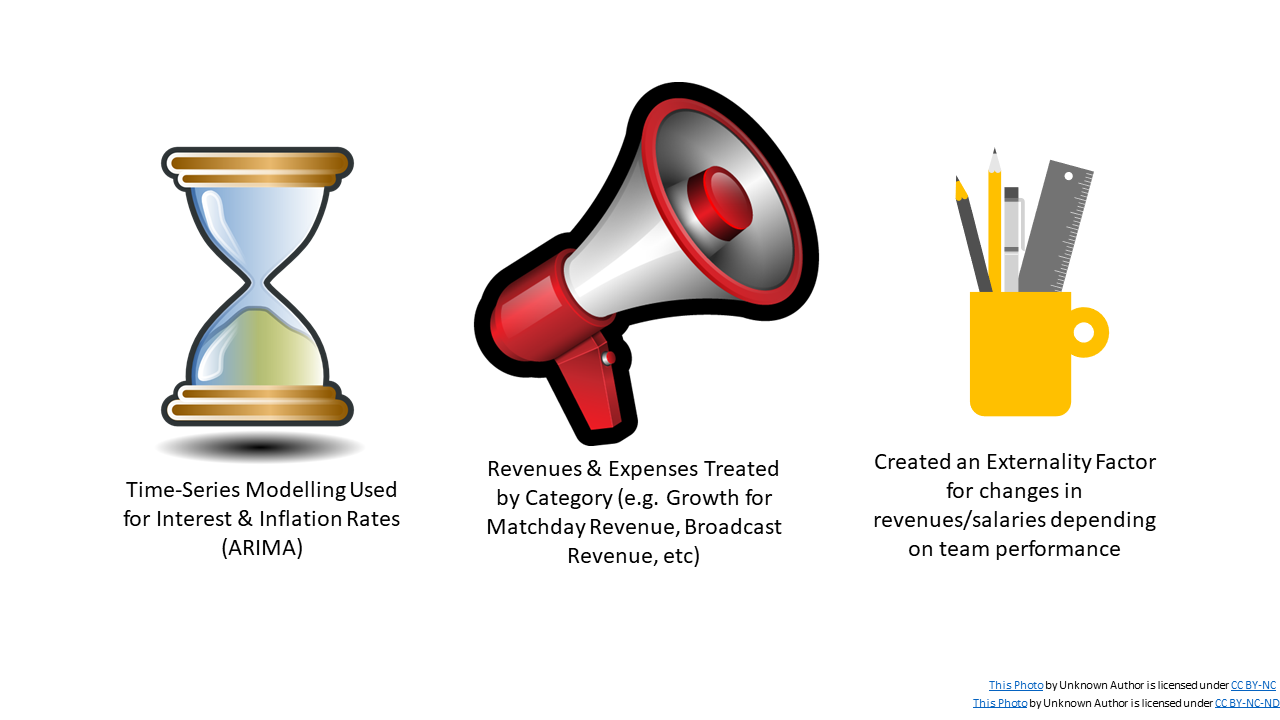 Time-Series Modelling Used
for Interest & Inflation Rates
(ARIMA)
Revenues & Expenses Treated
by Category (e.g. Growth for
Matchday Revenue, Broadcast
Revenue, etc)
Created an Externality Factor
for changes in
revenues/salaries depending
on team performance
This Photo by Unknown Author is licensed under CC BY-NC
This Photo by Unknown Author is licensed under CC BY-NC-ND